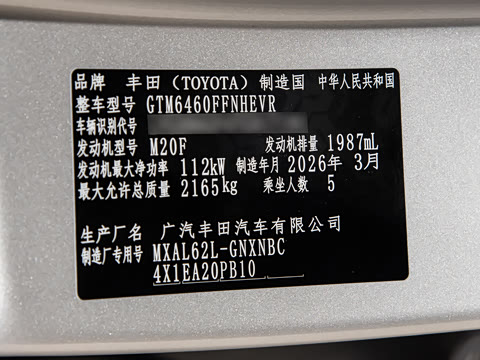 品牌 丰田（TOYOTA）制造国 中华人民共和国
整车型号 GTM6460FFNHEVR
车辆识别代号
发动机型号 M20F 发动机排量 1987mL
发动机最大净功率 112kW 制造年月 2026年 3月
最大允许总质量 2165kg 乘坐人数 5
生产厂名 广汽丰田汽车有限公司
制造厂专用号 MXAL62L-GNXNBC
4X1EA20PB10